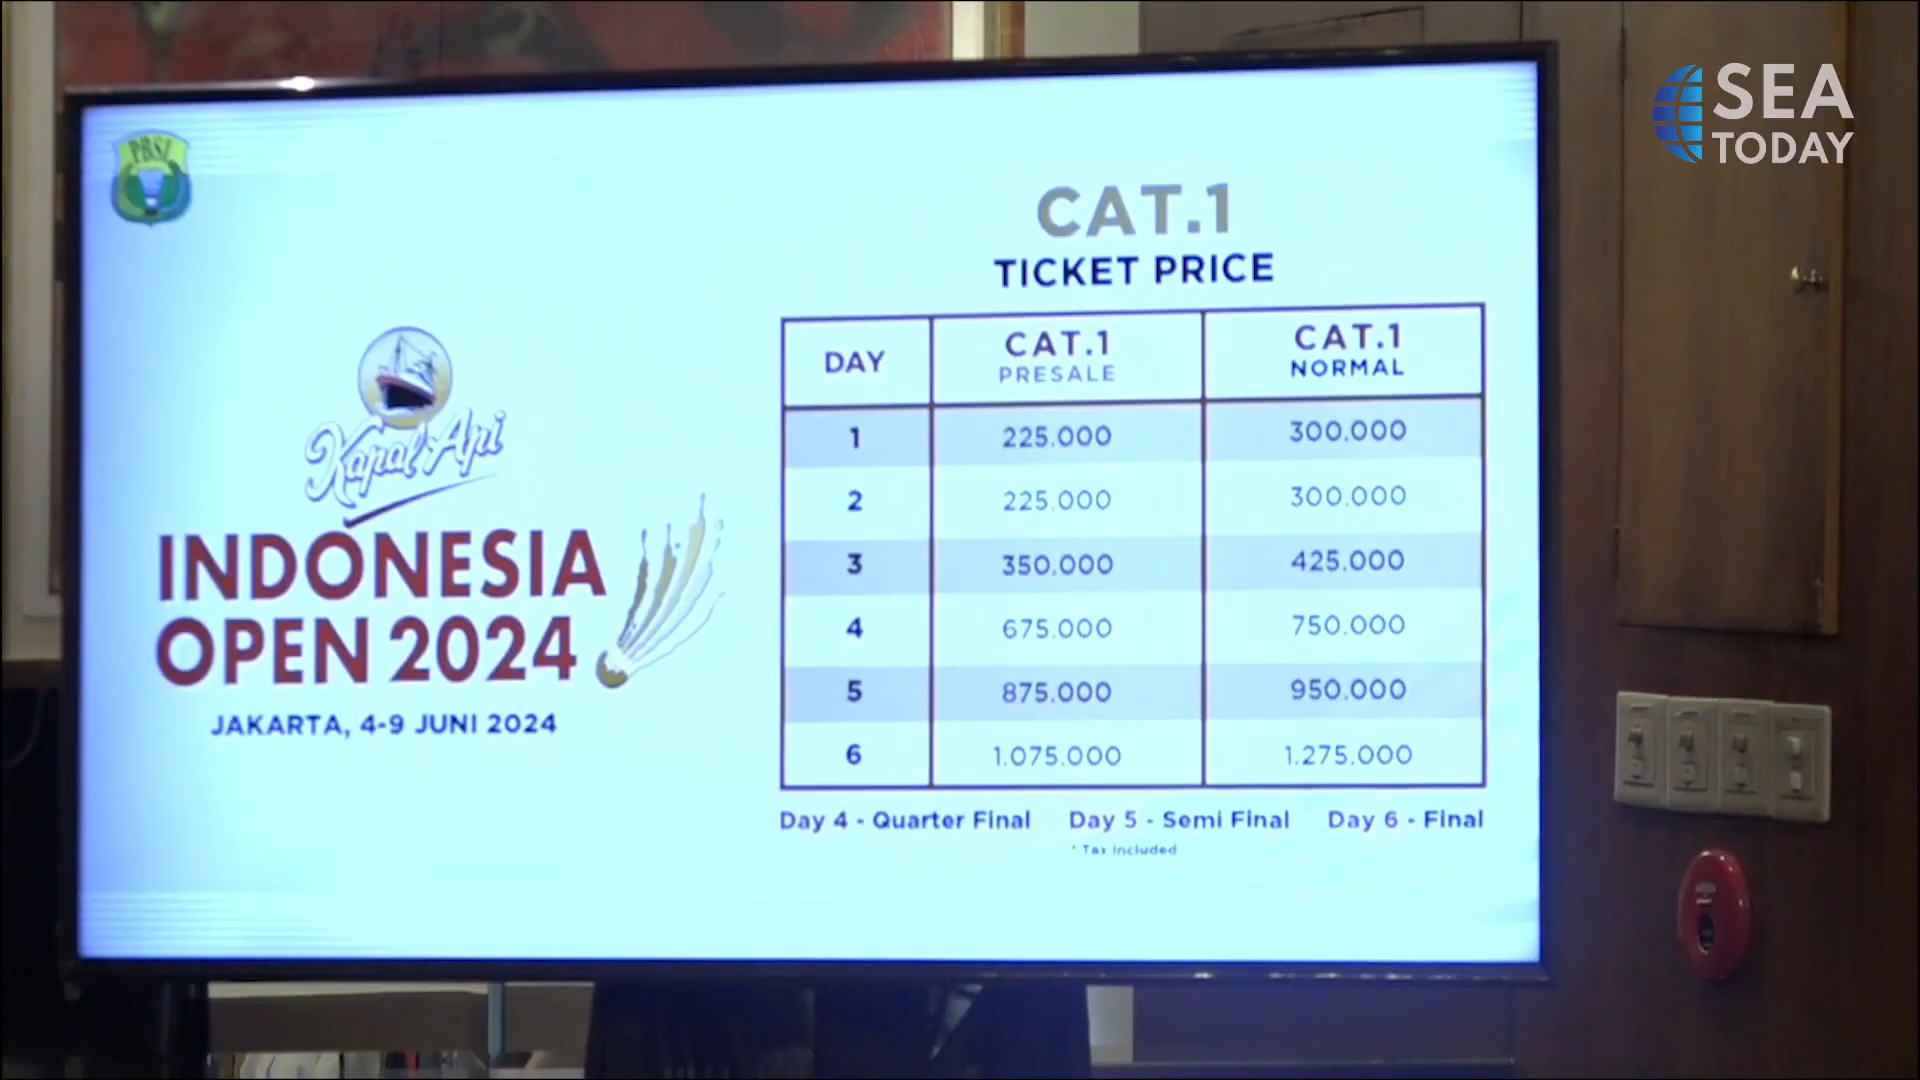 SEA
TODAY
PBSI
CAT.1
TICKET PRICE
Kapal Api
INDONESIA
OPEN 2024
JAKARTA, 4-9 JUNI 2024
DAY CAT.1 PRESALE CAT.1 NORMAL
1 225.000 300.000
2 225.000 300.000
3 350.000 425.000
4 675.000 750.000
5 875.000 950.000
6 1.075.000 1.275.000
Day 4 - Quarter Final Day 5 - Semi Final Day 6 - Final
* Tax included